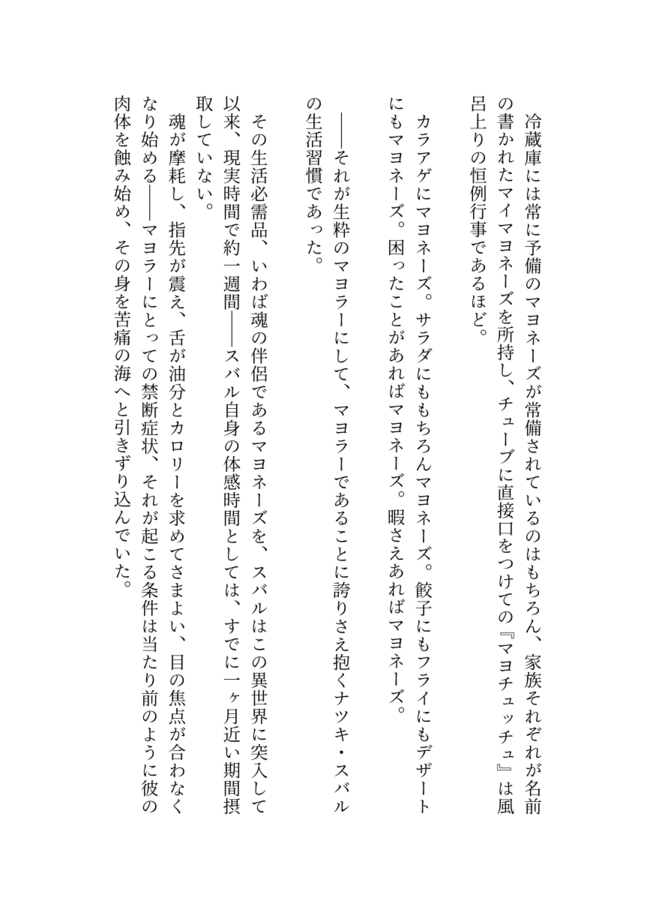 冷蔵庫には常に予備のマヨネーズが常備されているのはもちろん、家族それぞれが名前
の書かれたマイマヨネーズを所持し、チューブに直接口をつけての『マヨチュッチュ』は風
呂上りの恒例行事であるほど。
カラアゲにマヨネーズ。サラダにももちろんマヨネーズ。餃子にもフライにもデザート
にもマヨネーズ。困ったことがあればマヨネーズ。暇さえあればマヨネーズ。
――それが生粋のマヨラーにして、マヨラーであることに誇りさえ抱くナツキ・スバル
の生活習慣であった。
その生活必需品、いわば魂の伴侶であるマヨネーズを、スバルはこの異世界に突入して
以来、現実時間で約一週間――スバル自身の体感時間としては、すでに一ヶ月近い期間摂
取していない。
魂が摩耗し、指先が震え、舌が油分とカロリーを求めてさまよい、目の焦点が合わなく
なり始める――マヨラーにとっての禁断症状、それが起こる条件は当たり前のように彼の
肉体を蝕み始め、その身を苦痛の海へと引きずり込んでいた。